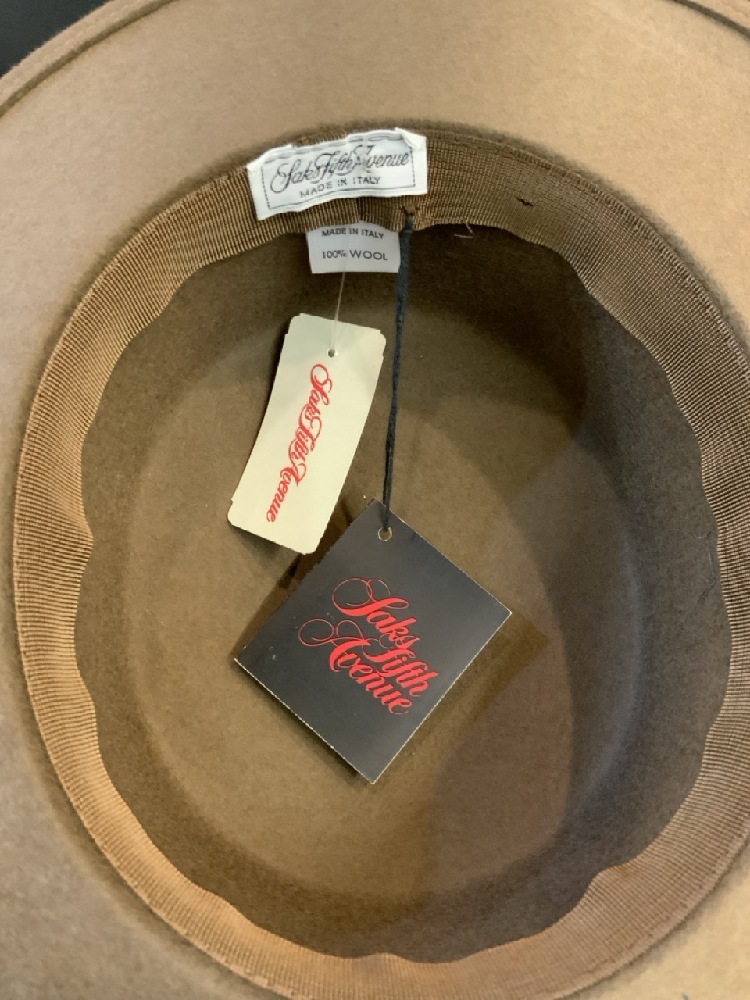 Saks Fifth Avenue
MADE IN ITALY
MADE IN ITALY
100% WOOL
Saks Fifth Avenue
Saks
Fifth
Avenue